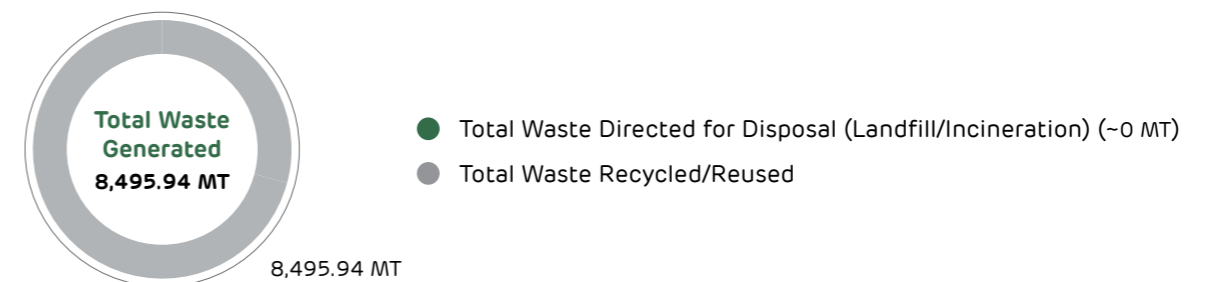 Total Waste
Generated
8,495.94 MT
Total Waste Directed for Disposal (Landfill/Incineration) (~0 MT)
Total Waste Recycled/Reused
8,495.94 MT